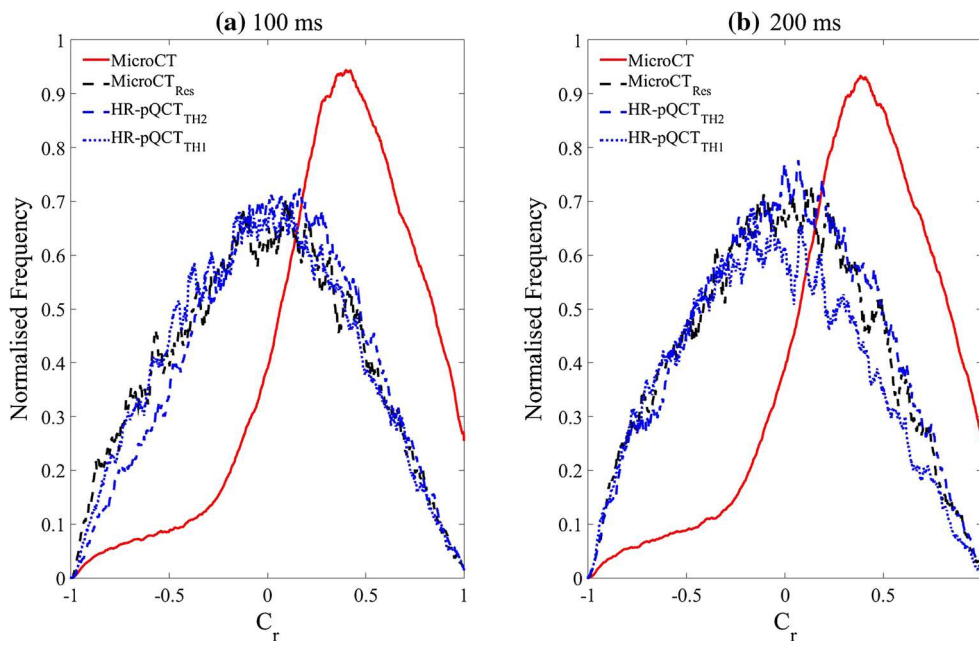 (a) 100 ms
1
0.9
0.8
0.7
0.6
0.5
0.4
0.3
0.2
0.1
0
Normalised Frequency
MicroCT
MicroCT_Res
HR-pQCT_TH2
HR-pQCT_TH1
-1
-0.5
0
0.5
1
C_r
(b) 200 ms
1
0.9
0.8
0.7
0.6
0.5
0.4
0.3
0.2
0.1
0
Normalised Frequency
MicroCT
MicroCT_Res
HR-pQCT_TH2
HR-pQCT_TH1
-1
-0.5
0
0.5
C_r